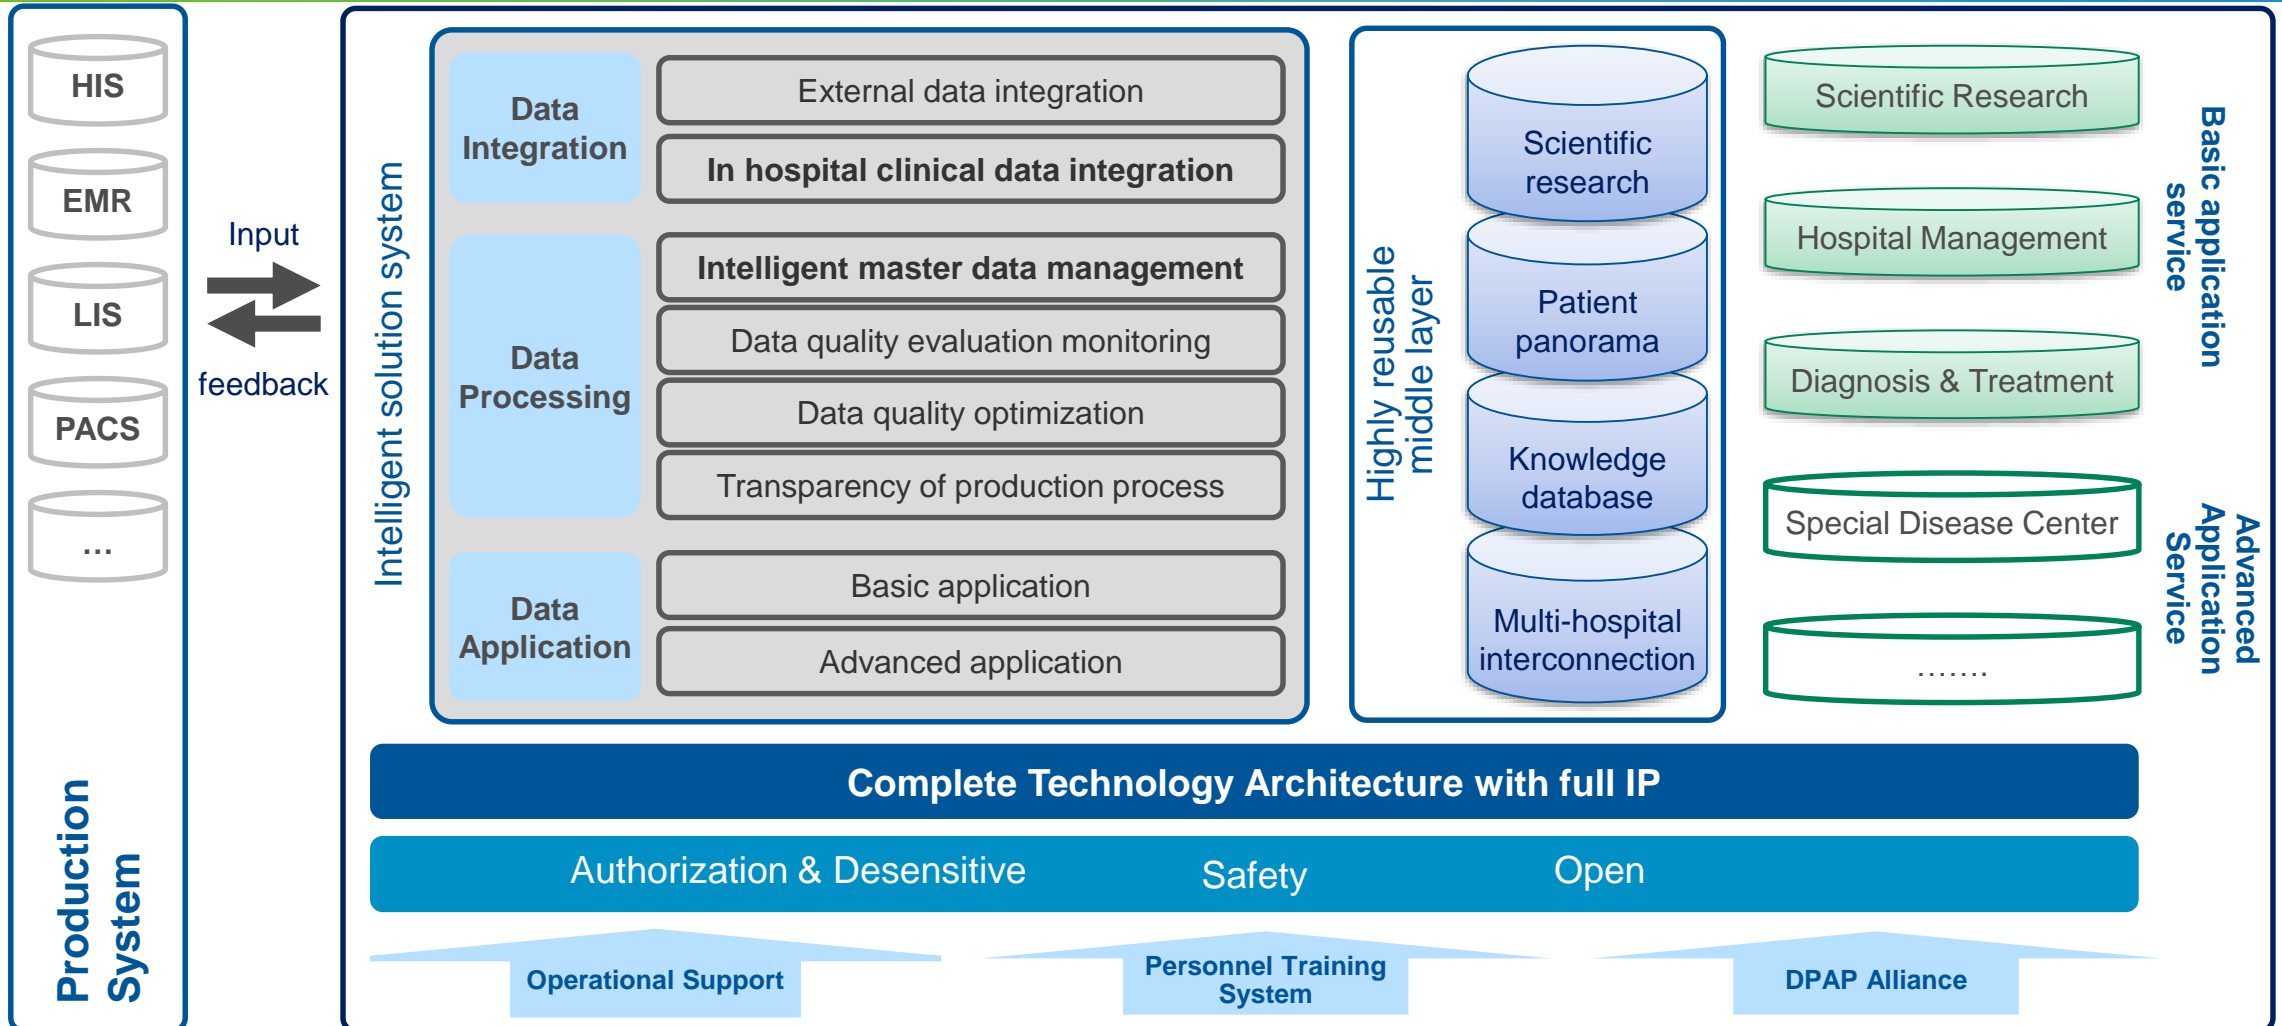 HIS
EMR
LIS
PACS
...
Production
System
Input
feedback
Intelligent solution system
Data
Integration
External data integration
In hospital clinical data integration
Data
Processing
Intelligent master data management
Data quality evaluation monitoring
Data quality optimization
Transparency of production process
Data
Application
Basic application
Advanced application
Highly reusable
middle layer
Scientific
research
Patient
panorama
Knowledge
database
Multi-hospital
interconnection
Scientific Research
Hospital Management
Diagnosis & Treatment
Basic application
service
Special Disease Center
.......
Advanced
Application
Service
Complete Technology Architecture with full IP
Authorization & Desensitive Safety Open
Operational Support
Personnel Training
System
DPAP Alliance